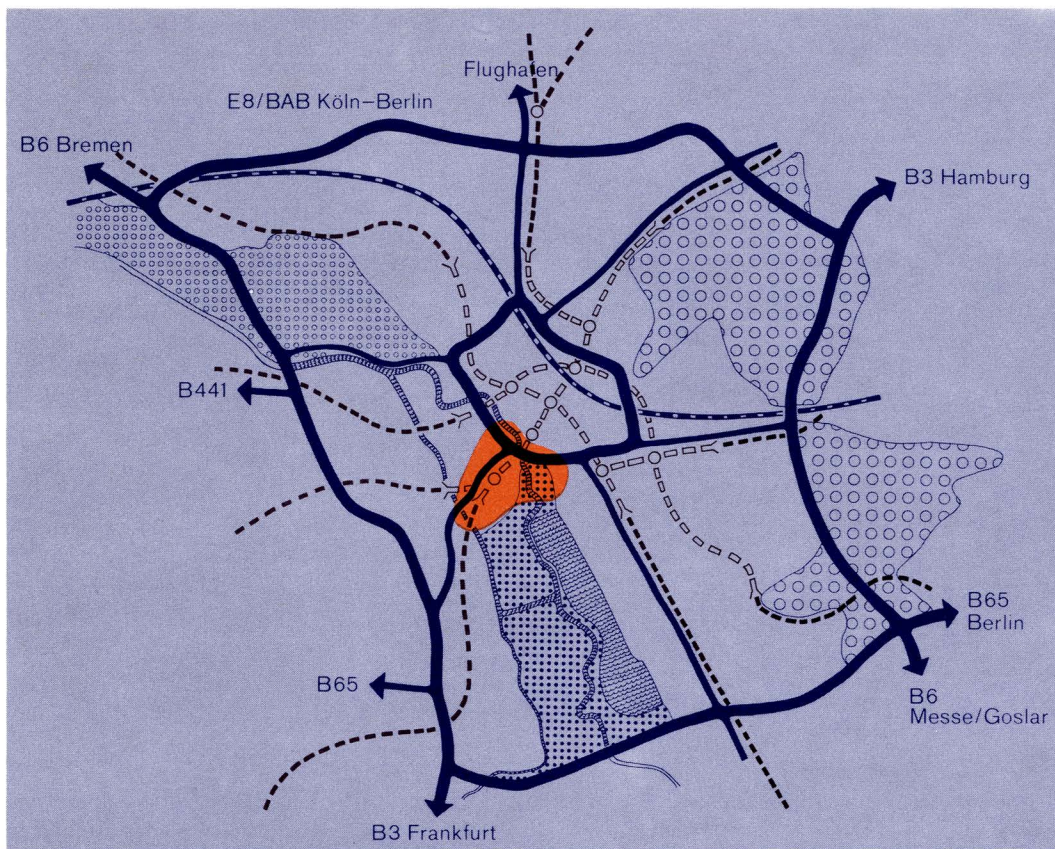 Flughafen
E8/BAB Köln–Berlin
B6 Bremen
B3 Hamburg
B441
B65
Berlin
B65
B6
Messe/Goslar
B3 Frankfurt